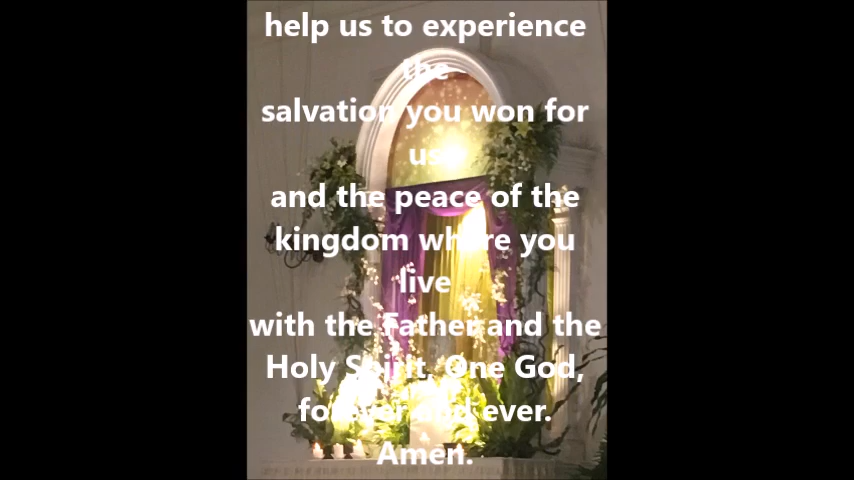 help us to experience
the
salvation you won for
us
and the peace of the
kingdom where you
live
with the Father and the
Holy Spirit, One God,
forever and ever.
Amen.